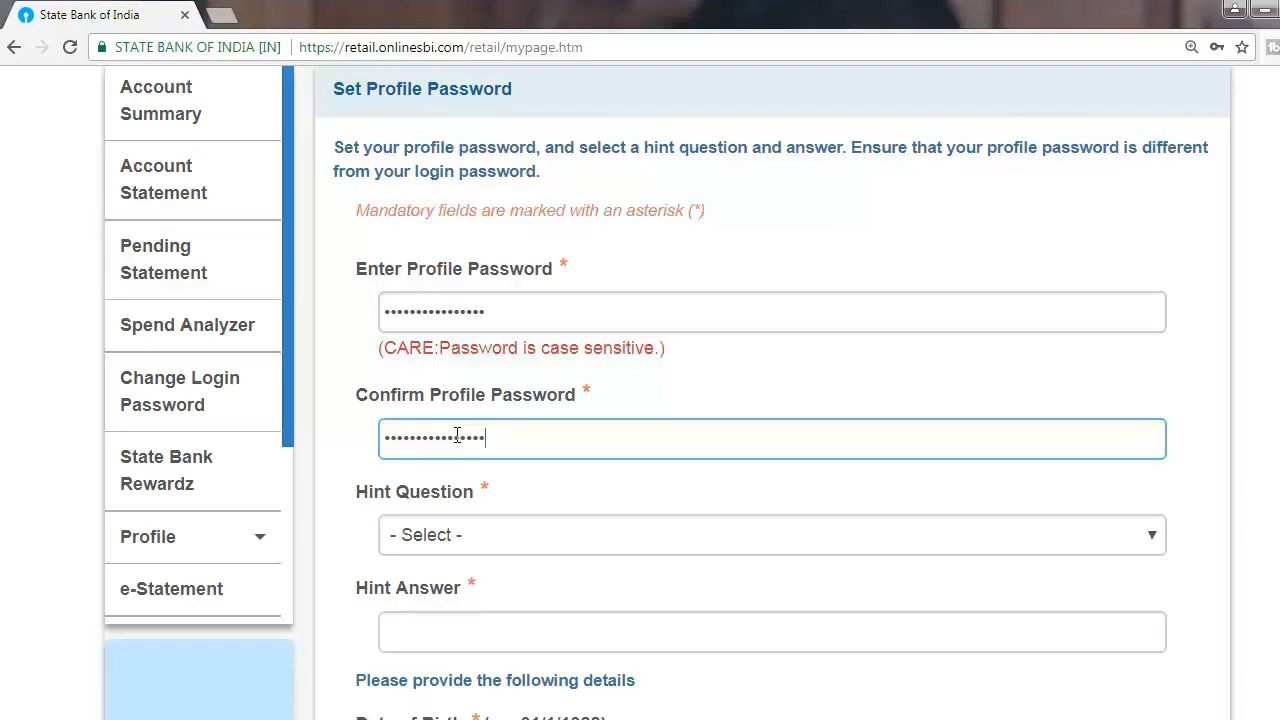 State Bank of India
STATE BANK OF INDIA [IN] https://retail.onlinesbi.com/retail/mypage.htm
Account
Summary
Account
Statement
Pending
Statement
Spend Analyzer
Change Login
Password
State Bank
Rewardz
Profile
e-Statement
Set Profile Password
Set your profile password, and select a hint question and answer. Ensure that your profile password is different
from your login password.
Mandatory fields are marked with an asterisk (*)
Enter Profile Password *
••••••••••••••••
(CARE:Password is case sensitive.)
Confirm Profile Password *
••••••••••••••••
Hint Question *
- Select -
Hint Answer *
Please provide the following details
Date of Birth *